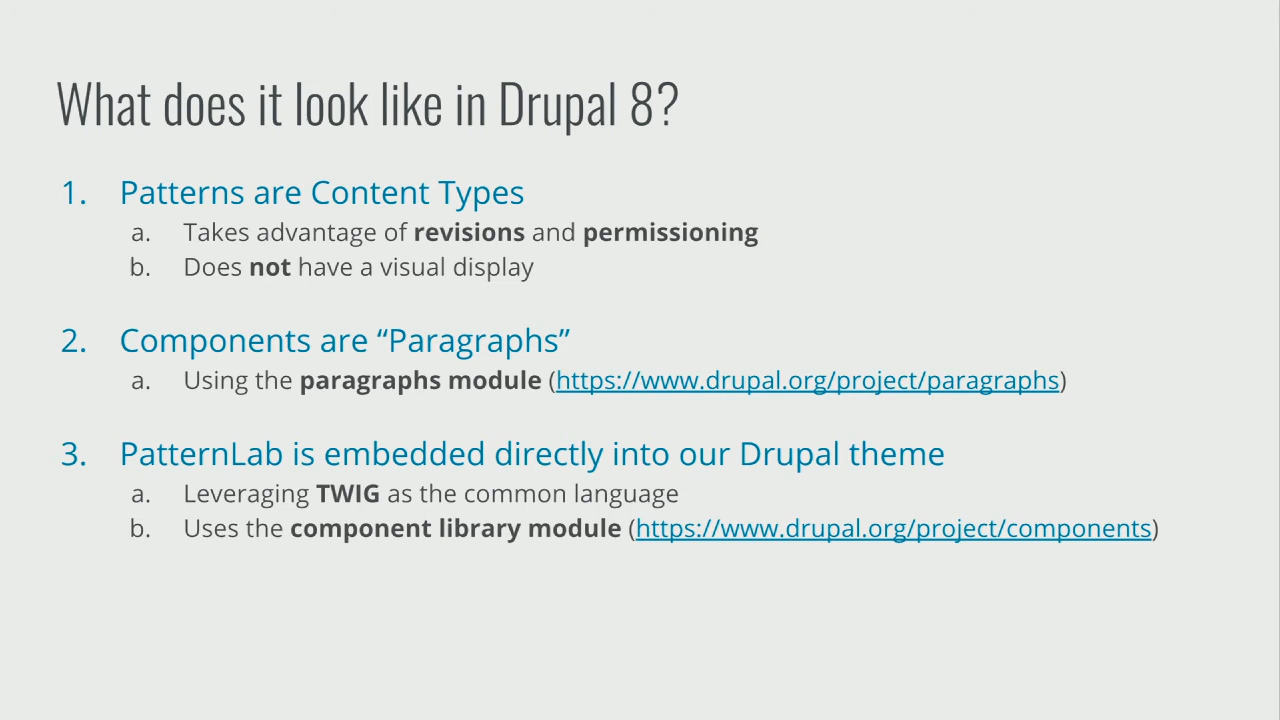 What does it look like in Drupal 8?
1. Patterns are Content Types
a. Takes advantage of revisions and permissioning
b. Does not have a visual display
2. Components are “Paragraphs”
a. Using the paragraphs module (https://www.drupal.org/project/paragraphs)
3. PatternLab is embedded directly into our Drupal theme
a. Leveraging TWIG as the common language
b. Uses the component library module (https://www.drupal.org/project/components)